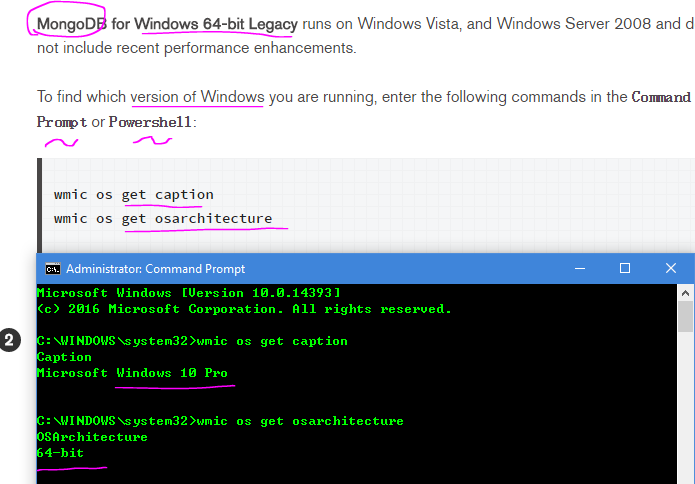 MongoDB for Windows 64-bit Legacy runs on Windows Vista, and Windows Server 2008 and d
not include recent performance enhancements.
To find which version of Windows you are running, enter the following commands in the Command
Prompt or Powershell:
wmic os get caption
wmic os get osarchitecture
Administrator: Command Prompt
Microsoft Windows [Version 10.0.14393]
(c) 2016 Microsoft Corporation. All rights reserved.
2
C:\WINDOWS\system32>wmic os get caption
Caption
Microsoft Windows 10 Pro
C:\WINDOWS\system32>wmic os get osarchitecture
OSArchitecture
64-bit